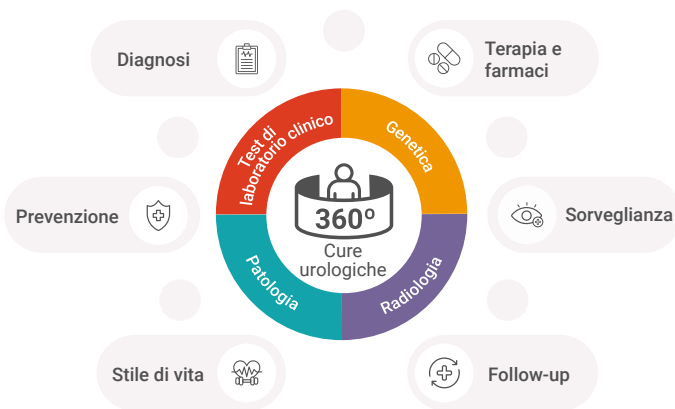 Diagnosi
Terapia e
farmaci
Test di
laboratorio clinico
Genetica
Prevenzione
360º
Cure
urologiche
Sorveglianza
Patologia
Radiologia
Stile di vita
Follow-up